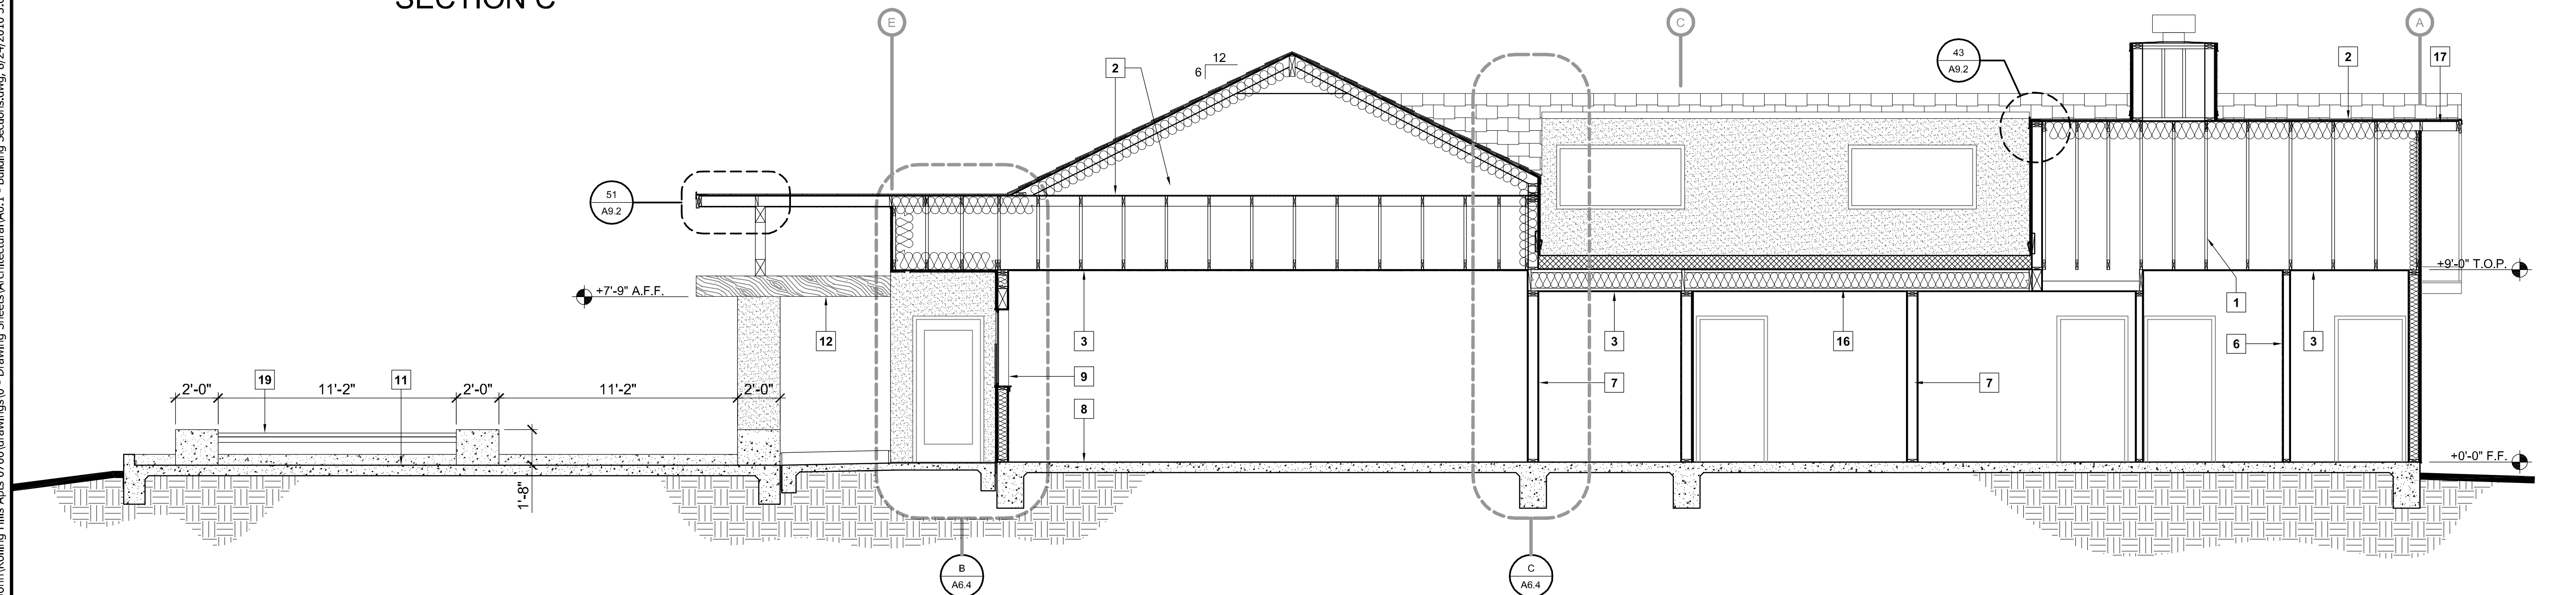 SECTION C
E
C
A
12
6
2
43
A9.2
2
17
51
A9.2
+7'-9" A.F.F.
+9'-0" T.O.P.
12
3
3
16
1
6
3
9
7
7
19
11
8
2'-0"
11'-2"
2'-0"
11'-2"
2'-0"
1'-8"
+0'-0" F.F.
B
A6.4
C
A6.4